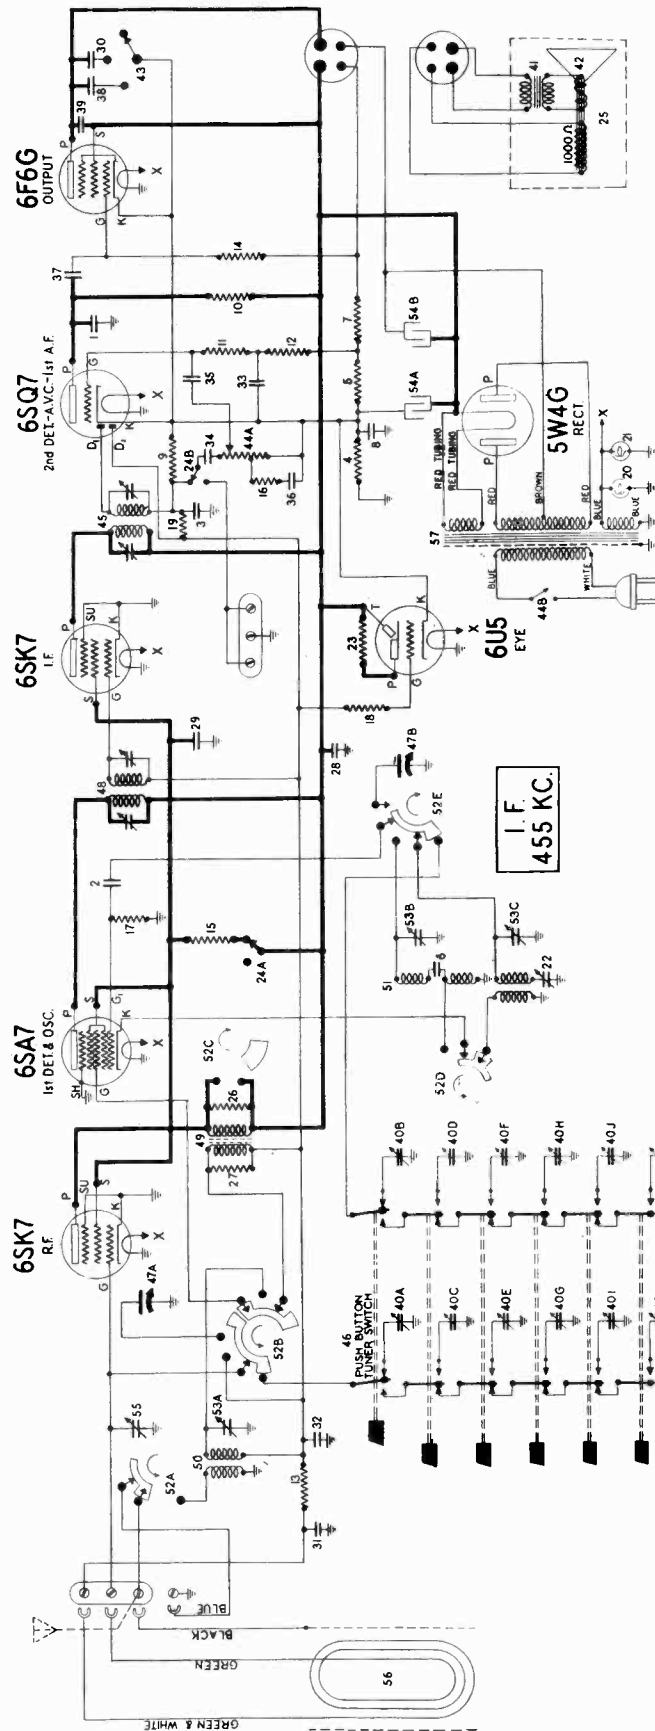 6SK7
R.F.
6SA7
1st DET. & OSC.
6SK7
I.F.
6SQ7
2nd DET.-A.V.C.-1st A.F.
6F6G
OUTPUT
P
SU
S
K
G
X
47A
55
52A
53A
50
13
31
32
52B
27
49
26
52C
P
S
G1
K
SH
G
X
17
2
15
24A
48
29
28
P
SU
S
K
G
X
45
19
3
D1
D2
P
G
K
X
1
37
9
24B
34
44A
16
36
35
33
11
12
10
14
4
5
7
8
54A
54B
P
S
G
K
X
39
38
30
43
41
42
1000Ω
25
23
18
T
P
G
K
X
6U5
EYE
57
RED TUBING
RED TUBING
RED
BROWN
RED
BLUE
BLUE
BLUE
WHITE
44B
P
P
5W4G
RECT.
X
20
21
47B
52E
53B
51
6
53C
22
52D
I.F.
455 KC.
46
PUSH BUTTON
TUNER SWITCH
40A
40B
40C
40D
40E
40F
40G
40H
40I
40J
BLUE
BLACK
GREEN
GREEN & WHITE
56